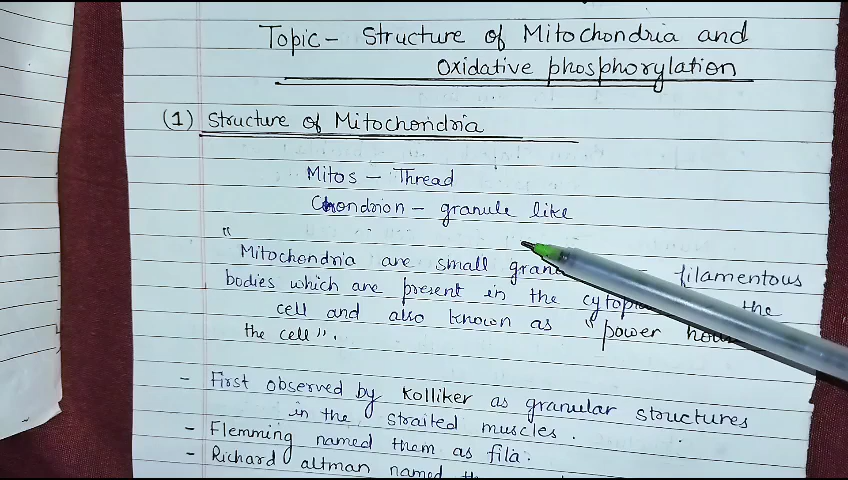 Topic - Structure of Mitochondria and
Oxidative phosphorylation
(1) Structure of Mitochondria
Mitos - Thread
Chondrion - granule like
" Mitochondria are small filamentous
bodies which are present in the the
cell and also known as "power
the cell".
- First observed by Kolliker as granular structures
in the straited muscles.
- Flemming named them as fila.
- Richard altman named